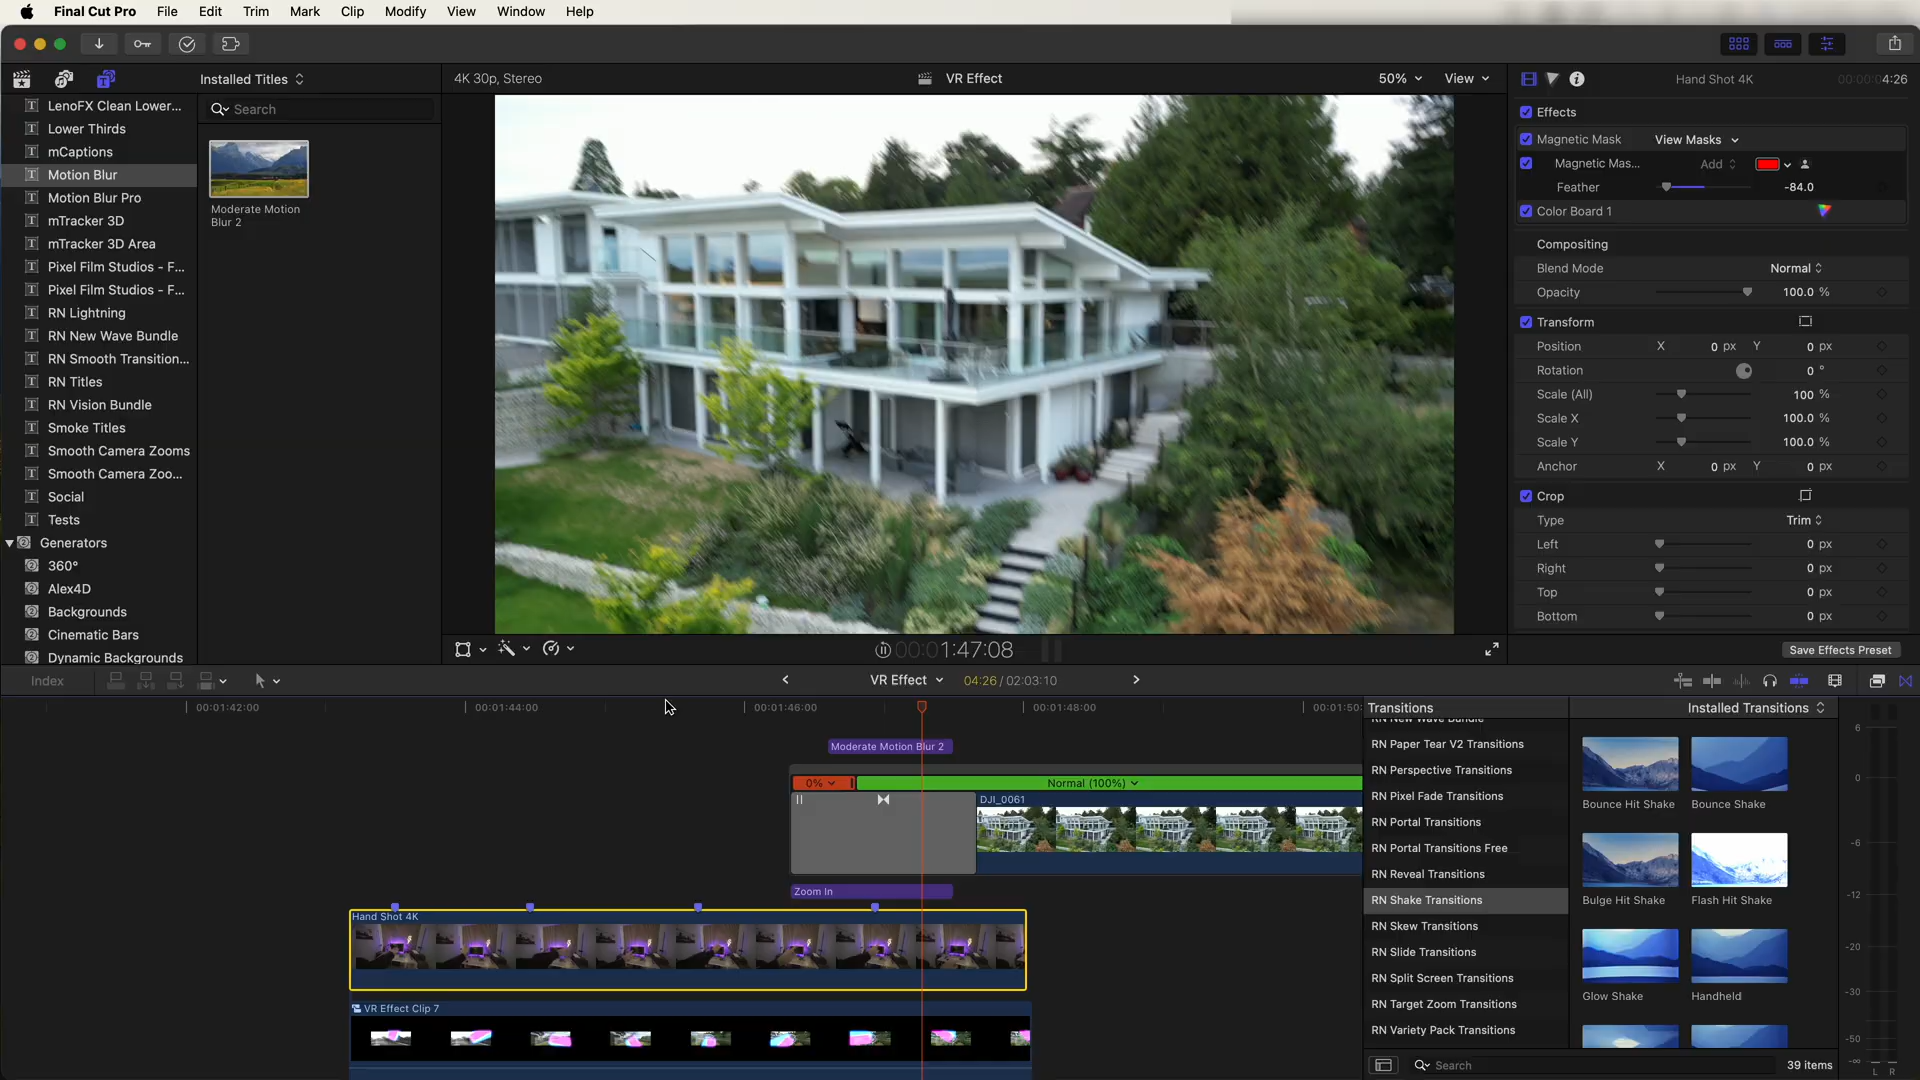 Final Cut Pro File Edit Trim Mark Clip Modify View Window Help
Installed Titles
4K 30p, Stereo
VR Effect
50% View
Hand Shot 4K
00:00:04:26
LenoFX Clean Lower...
Lower Thirds
mCaptions
Motion Blur
Motion Blur Pro
mTracker 3D
mTracker 3D Area
Pixel Film Studios - F...
Pixel Film Studios - F...
RN Lightning
RN New Wave Bundle
RN Smooth Transition...
RN Titles
RN Vision Bundle
Smoke Titles
Smooth Camera Zooms
Smooth Camera Zoo...
Social
Tests
Generators
360°
Alex4D
Backgrounds
Cinematic Bars
Dynamic Backgrounds
Search
Moderate Motion
Blur 2
Effects
Magnetic Mask View Masks
Magnetic Mas... Add
Feather -84.0
Color Board 1
Compositing
Blend Mode Normal
Opacity 100.0 %
Transform
Position X 0 px Y 0 px
Rotation 0 °
Scale (All) 100 %
Scale X 100.0 %
Scale Y 100.0 %
Anchor X 0 px Y 0 px
Crop
Type Trim
Left 0 px
Right 0 px
Top 0 px
Bottom 0 px
Save Effects Preset
00:00:1:47:08
Index
VR Effect 04:26 / 02:03:10
00:01:42:00 00:01:44:00 00:01:46:00 00:01:48:00 00:01:50:
Moderate Motion Blur 2
0% Normal (100%)
DJI_0061
Zoom In
Hand Shot 4K
VR Effect Clip 7
Transitions
Installed Transitions
RN New Wave Bundle
RN Paper Tear V2 Transitions
RN Perspective Transitions
RN Pixel Fade Transitions
RN Portal Transitions
RN Portal Transitions Free
RN Reveal Transitions
RN Shake Transitions
RN Skew Transitions
RN Slide Transitions
RN Split Screen Transitions
RN Target Zoom Transitions
RN Variety Pack Transitions
Bounce Hit Shake Bounce Shake
Bulge Hit Shake Flash Hit Shake
Glow Shake Handheld
Search
39 items
6
0
-6
-12
-20
-30
-50
-∞
L R